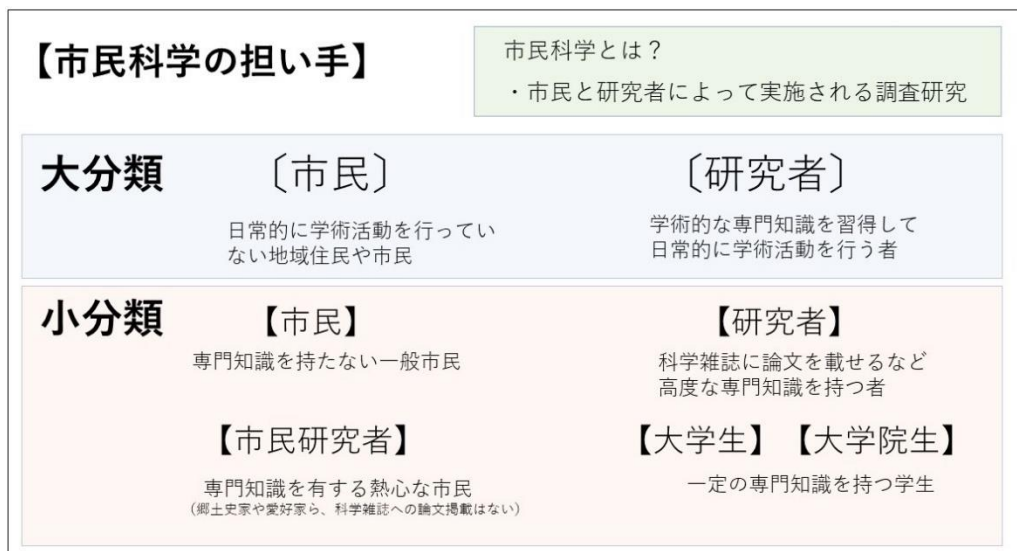 【市民科学の担い手】
市民科学とは?
・市民と研究者によって実施される調査研究
大分類
〔市民〕
日常的に学術活動を行ってい
ない地域住民や市民
〔研究者〕
学術的な専門知識を習得して
日常的に学術活動を行う者
小分類
【市民】
専門知識を持たない一般市民
【研究者】
科学雑誌に論文を載せるなど
高度な専門知識を持つ者
【市民研究者】
専門知識を有する熱心な市民
(郷土史家や愛好家ら、科学雑誌への論文掲載はない)
【大学生】【大学院生】
一定の専門知識を持つ学生